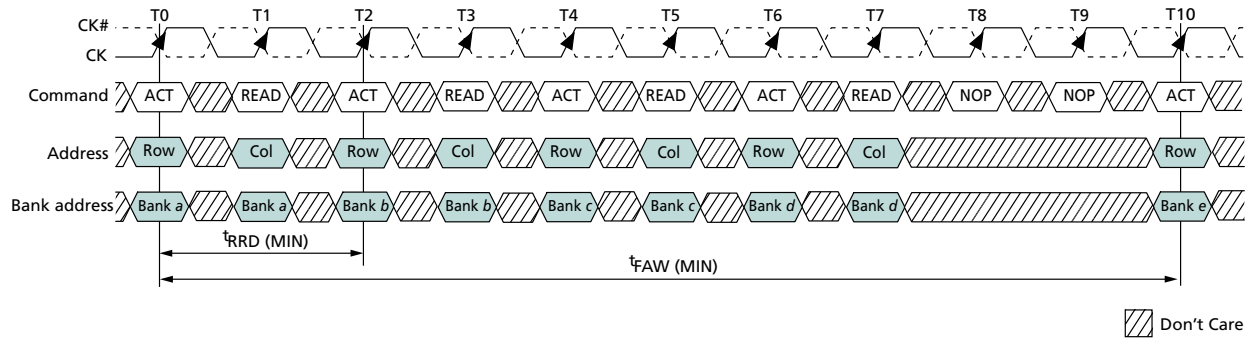 T0 T1 T2 T3 T4 T5 T6 T7 T8 T9 T10
CK#
CK
Command ACT READ ACT READ ACT READ ACT READ NOP NOP ACT
Address Row Col Row Col Row Col Row Col Row
Bank address Bank a Bank a Bank b Bank b Bank c Bank c Bank d Bank d Bank e
tRRD (MIN)
tFAW (MIN)
Don't Care